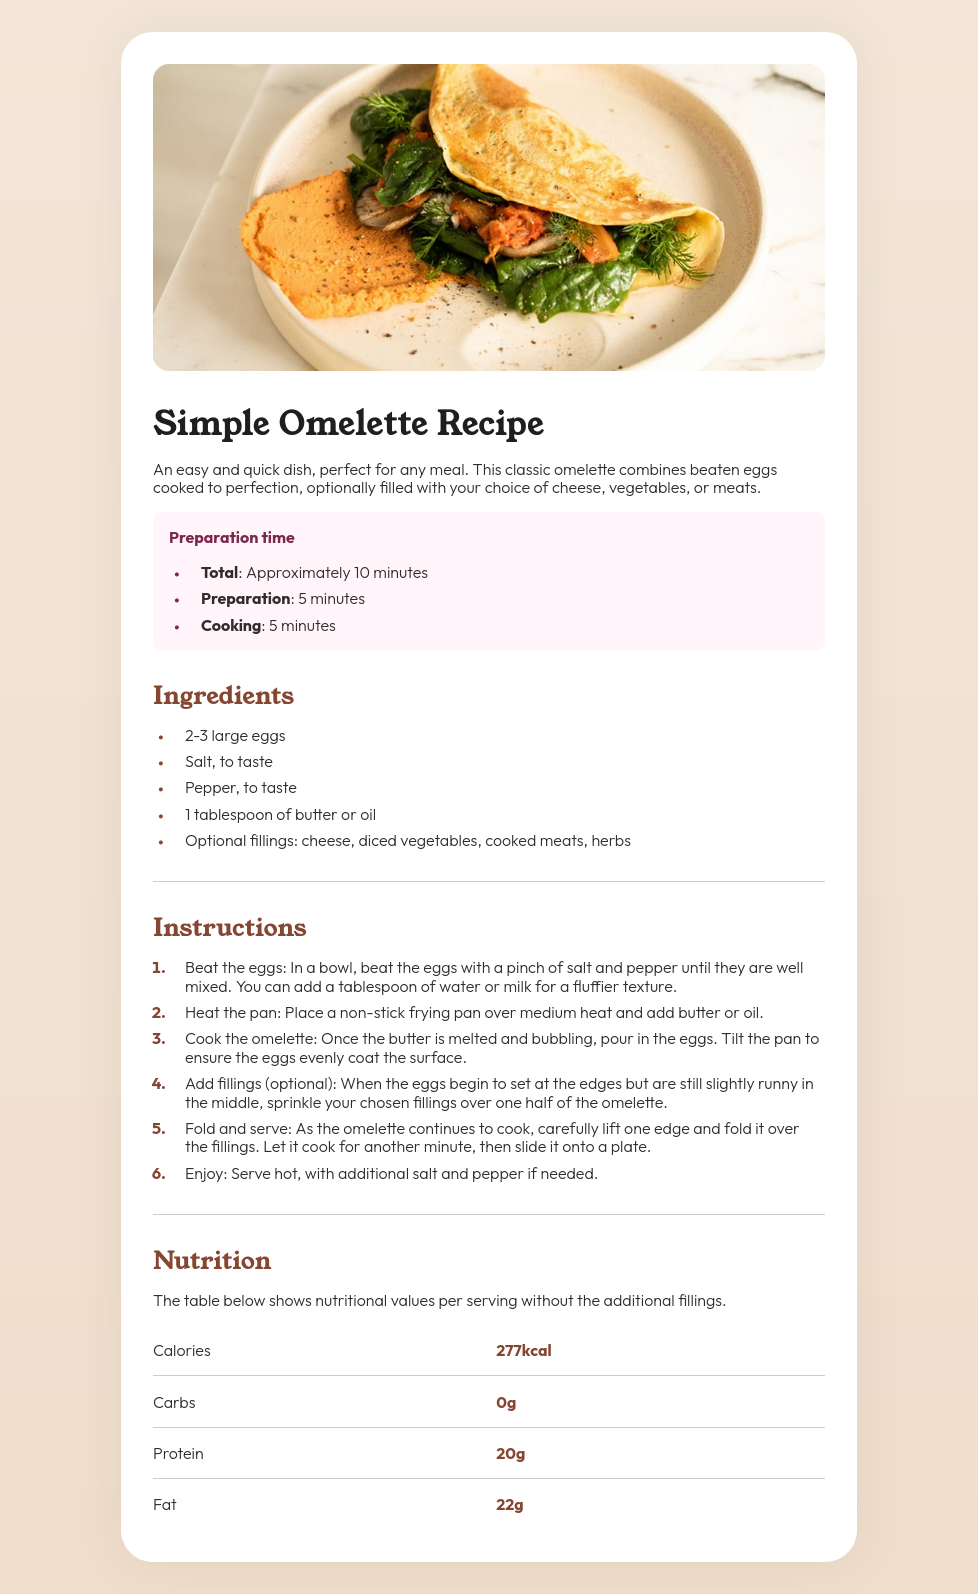 Simple Omelette Recipe
An easy and quick dish, perfect for any meal. This classic omelette combines beaten eggs
cooked to perfection, optionally filled with your choice of cheese, vegetables, or meats.
Preparation time
• Total: Approximately 10 minutes
• Preparation: 5 minutes
• Cooking: 5 minutes
Ingredients
• 2-3 large eggs
• Salt, to taste
• Pepper, to taste
• 1 tablespoon of butter or oil
• Optional fillings: cheese, diced vegetables, cooked meats, herbs
Instructions
1. Beat the eggs: In a bowl, beat the eggs with a pinch of salt and pepper until they are well
mixed. You can add a tablespoon of water or milk for a fluffier texture.
2. Heat the pan: Place a non-stick frying pan over medium heat and add butter or oil.
3. Cook the omelette: Once the butter is melted and bubbling, pour in the eggs. Tilt the pan to
ensure the eggs evenly coat the surface.
4. Add fillings (optional): When the eggs begin to set at the edges but are still slightly runny in
the middle, sprinkle your chosen fillings over one half of the omelette.
5. Fold and serve: As the omelette continues to cook, carefully lift one edge and fold it over
the fillings. Let it cook for another minute, then slide it onto a plate.
6. Enjoy: Serve hot, with additional salt and pepper if needed.
Nutrition
The table below shows nutritional values per serving without the additional fillings.
Calories 277kcal
Carbs 0g
Protein 20g
Fat 22g